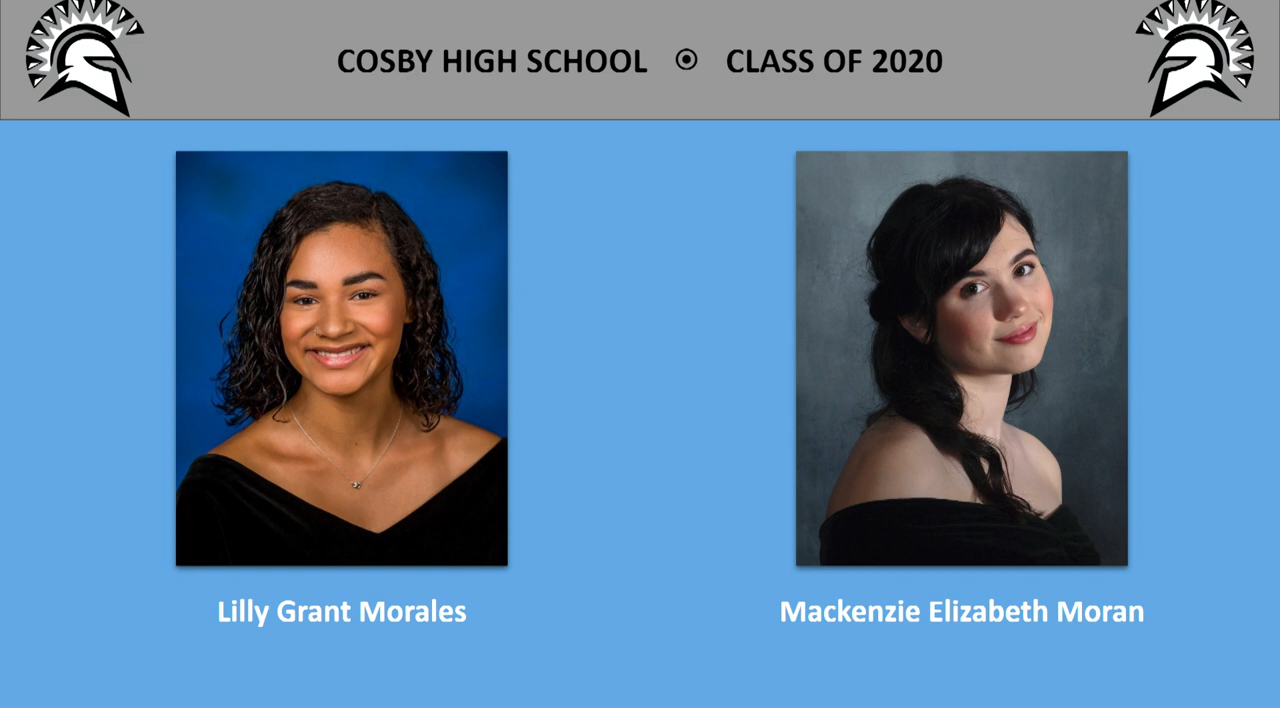 COSBY HIGH SCHOOL ⦿ CLASS OF 2020
Lilly Grant Morales
Mackenzie Elizabeth Moran